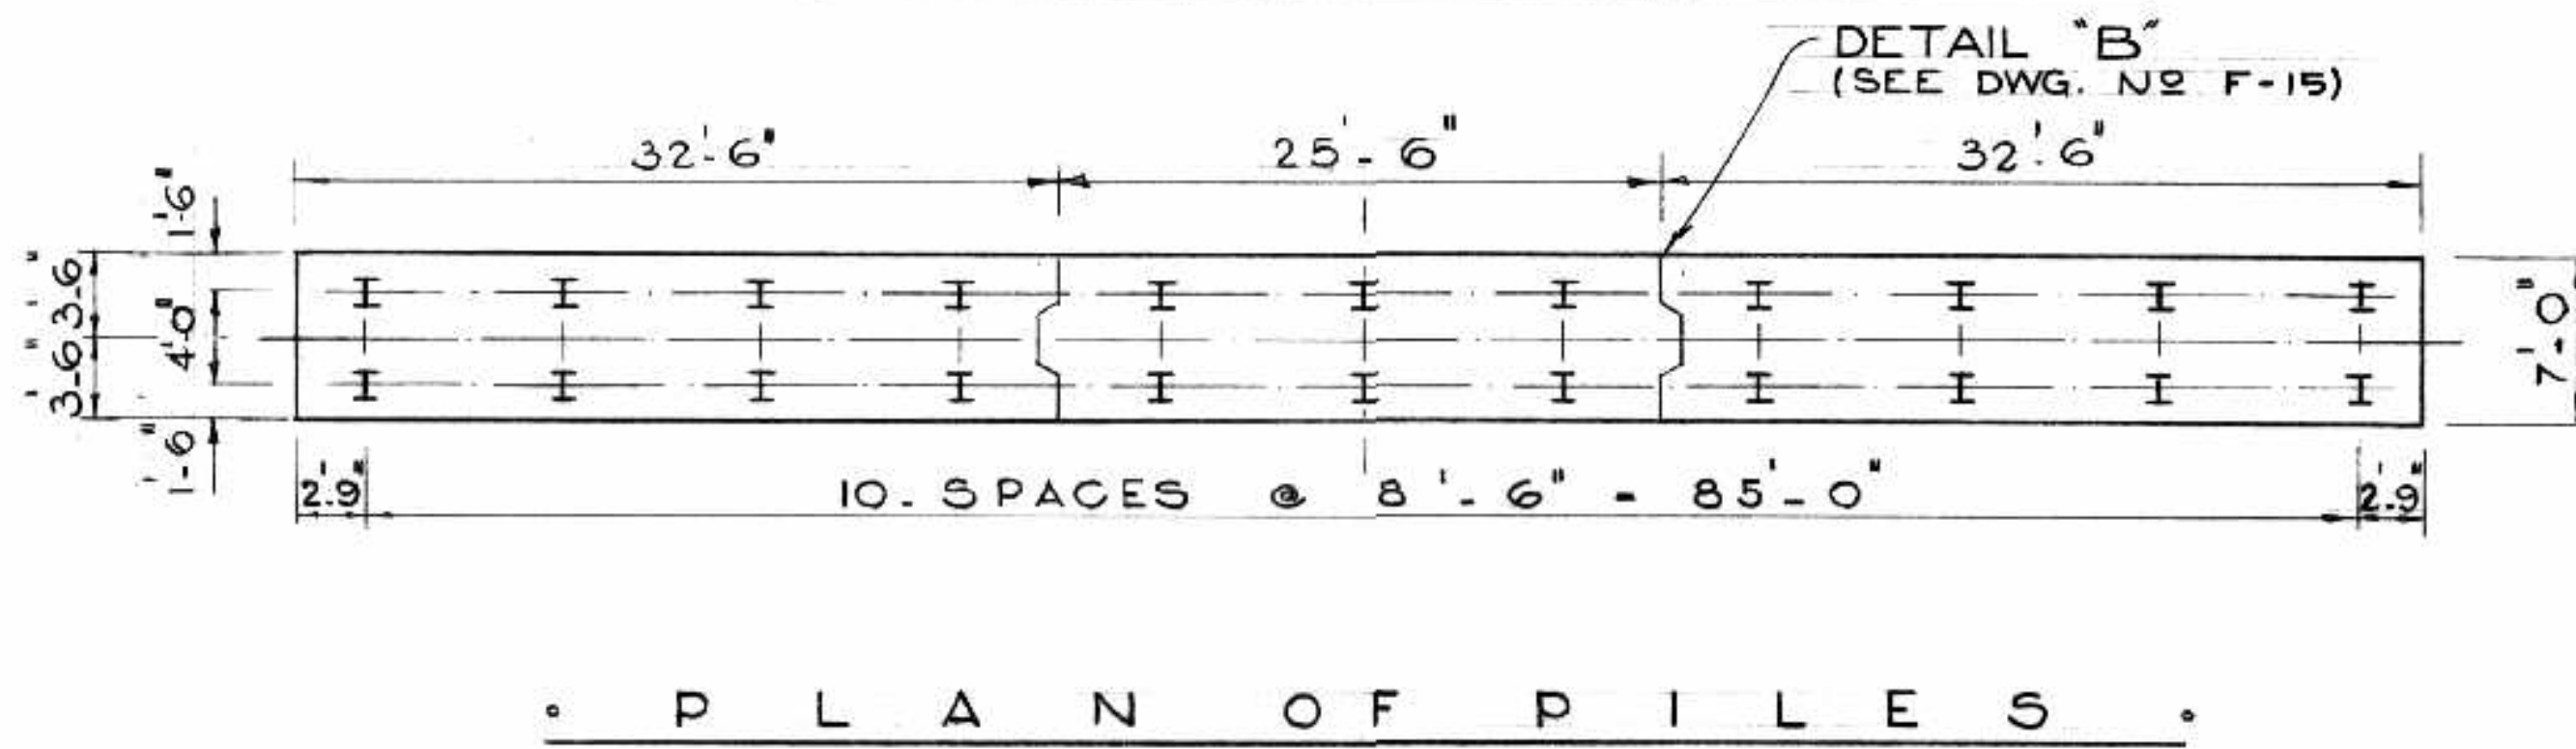 DETAIL "B"
(SEE DWG. Nº F-15)
32'-6"
25'-6"
32'-6"
1'-6"
3'-6"
4'-0"
3'-6"
1'-6"
7'-0"
2'-9"
10. SPACES @ 8'-6" = 85'-0"
2'-9"
PLAN OF PILES